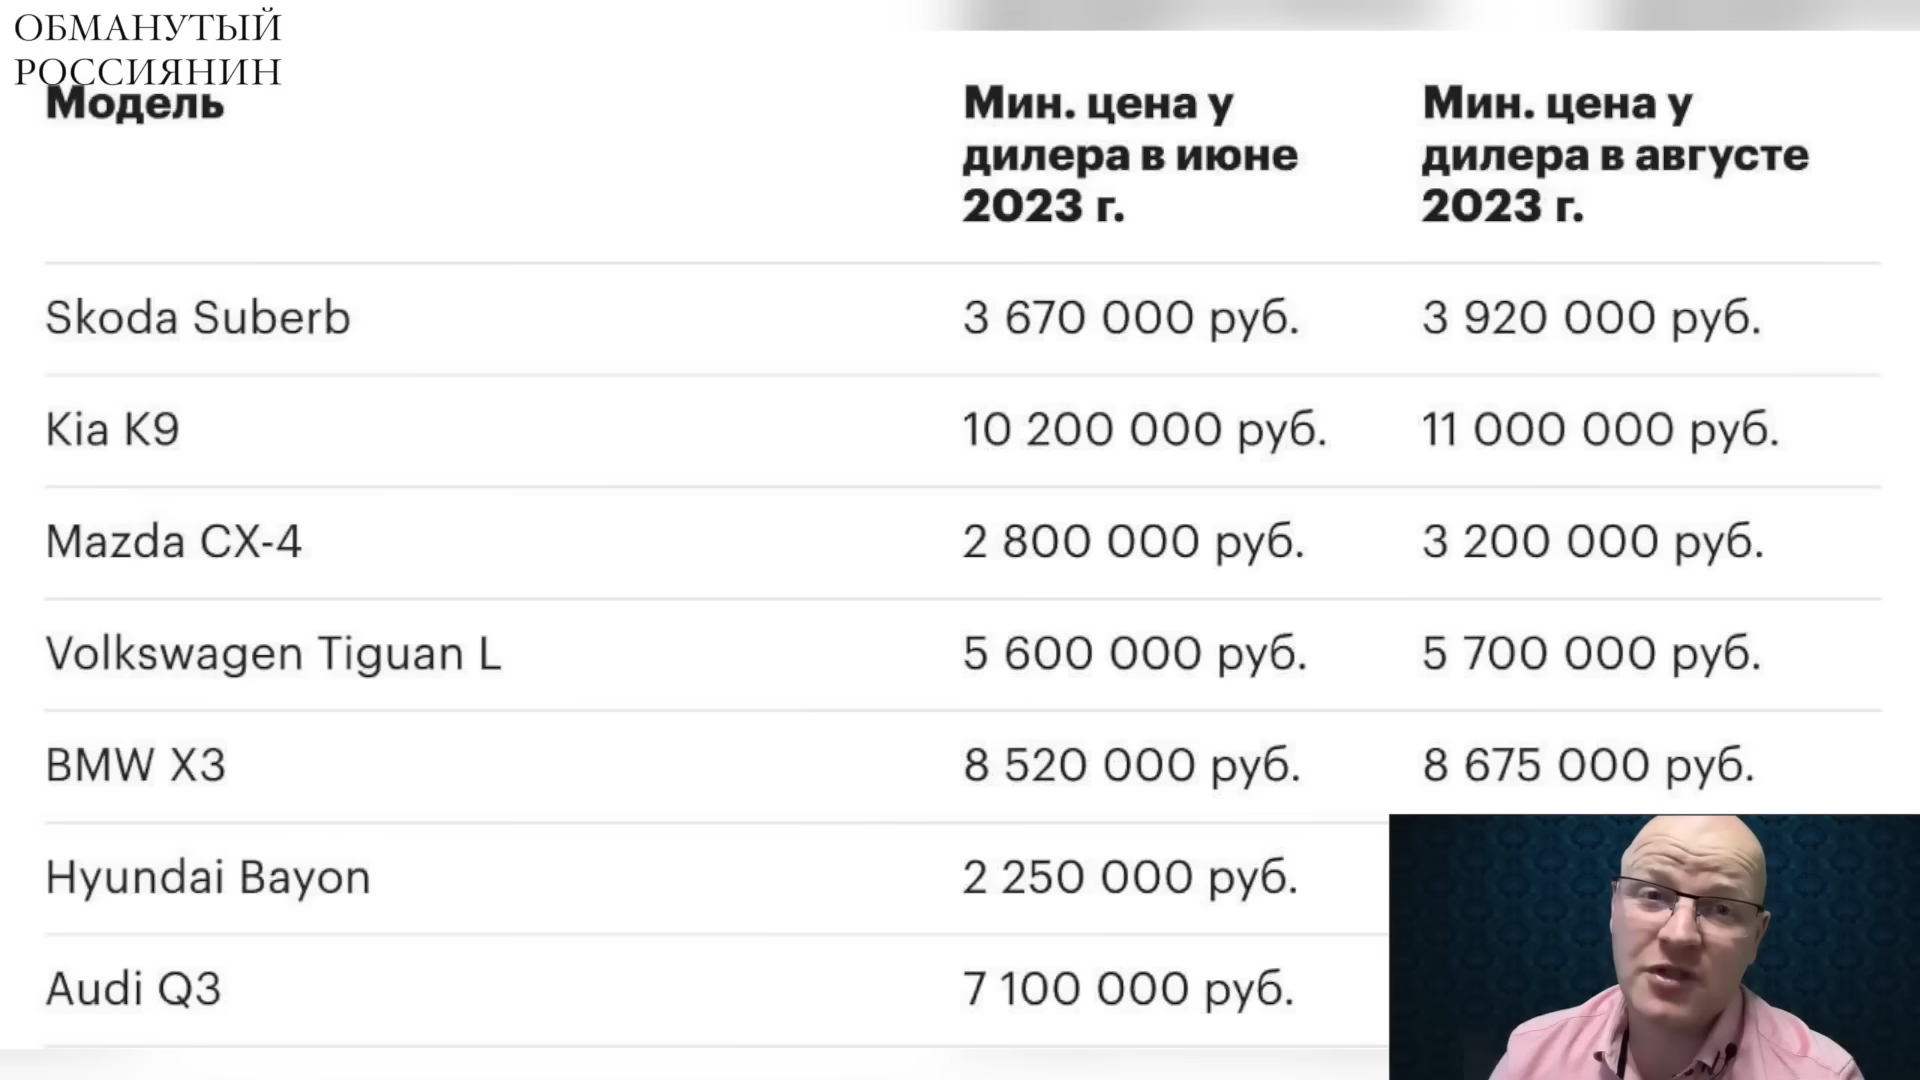 ОБМАНУТЫЙ
РОССИЯНИН
Модель
Мин. цена у
дилера в июне
2023 г.
Мин. цена у
дилера в августе
2023 г.
Skoda Suberb 3 670 000 руб. 3 920 000 руб.
Kia K9 10 200 000 руб. 11 000 000 руб.
Mazda CX-4 2 800 000 руб. 3 200 000 руб.
Volkswagen Tiguan L 5 600 000 руб. 5 700 000 руб.
BMW X3 8 520 000 руб. 8 675 000 руб.
Hyundai Bayon 2 250 000 руб.
Audi Q3 7 100 000 руб.